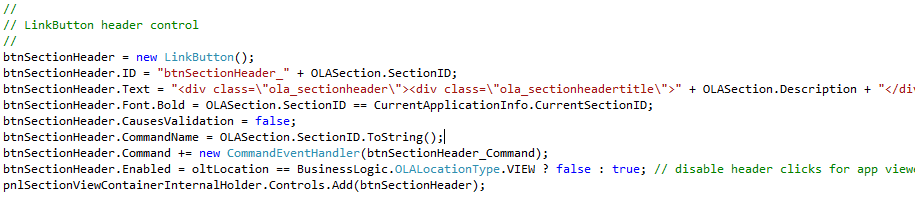 //
// LinkButton header control
//
btnSectionHeader = new LinkButton();
btnSectionHeader.ID = "btnSectionHeader_" + OLASection.SectionID;
btnSectionHeader.Text = "<div class=\"ola_sectionheader\"><div class=\"ola_sectionheadertitle\">" + OLASection.Description + "</div
btnSectionHeader.Font.Bold = OLASection.SectionID == CurrentApplicationInfo.CurrentSectionID;
btnSectionHeader.CausesValidation = false;
btnSectionHeader.CommandName = OLASection.SectionID.ToString();
btnSectionHeader.Command += new CommandEventHandler(btnSectionHeader_Command);
btnSectionHeader.Enabled = oltLocation == BusinessLogic.OLALocationType.VIEW ? false : true; // disable header clicks for app viewe
pnlSectionViewContainerInternalHolder.Controls.Add(btnSectionHeader);